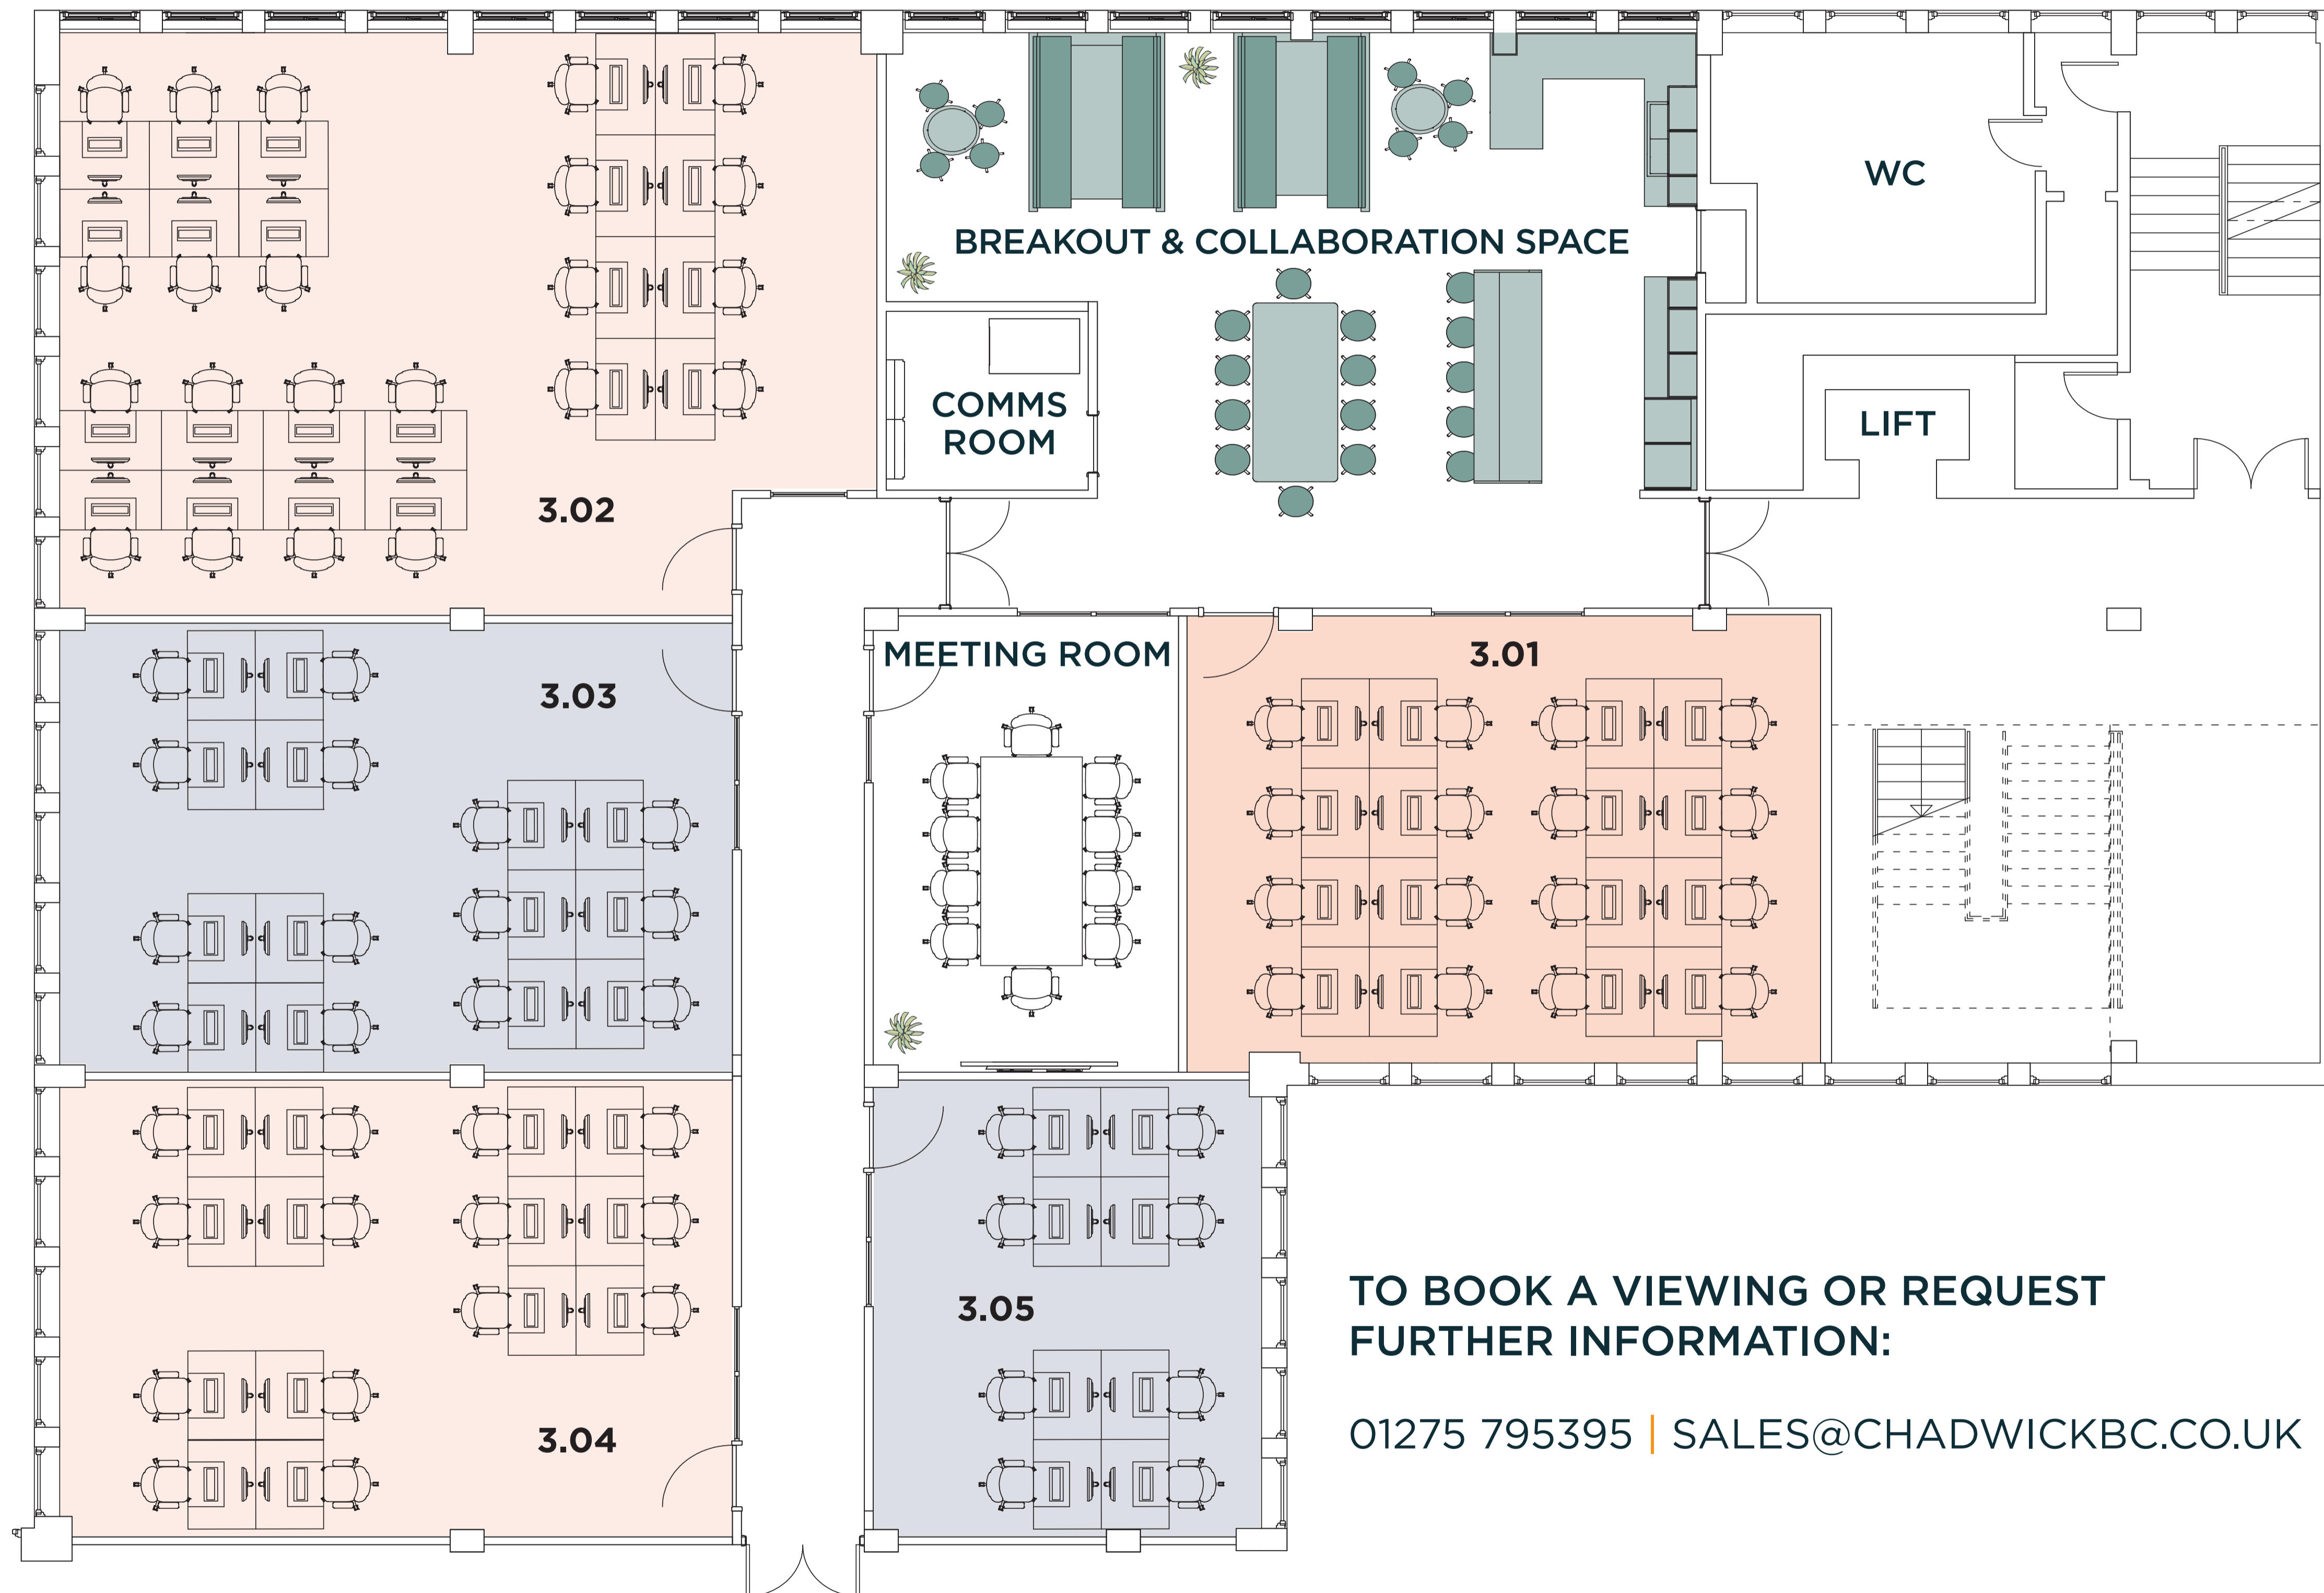 WC
BREAKOUT & COLLABORATION SPACE
COMMS
ROOM
LIFT
3.02
MEETING ROOM
3.01
3.03
3.05
3.04
TO BOOK A VIEWING OR REQUEST
FURTHER INFORMATION:
01275 795395 | SALES@CHADWICKBC.CO.UK